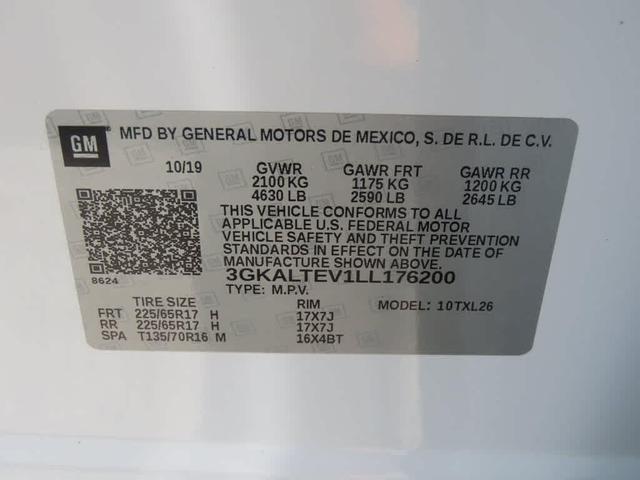 GM MFD BY GENERAL MOTORS DE MEXICO, S. DE R.L. DE C.V.
10/19 GVWR GAWR FRT GAWR RR
2100 KG 1175 KG 1200 KG
4630 LB 2590 LB 2645 LB
THIS VEHICLE CONFORMS TO ALL
APPLICABLE U.S. FEDERAL MOTOR
VEHICLE SAFETY AND THEFT PREVENTION
STANDARDS IN EFFECT ON THE DATE OF
MANUFACTURE SHOWN ABOVE.
8624
3GKALTEV1LL176200
TYPE: M.P.V. MODEL: 10TXL26
TIRE SIZE RIM
FRT 225/65R17 H 17X7J
RR 225/65R17 H 17X7J
SPA T135/70R16 M 16X4BT